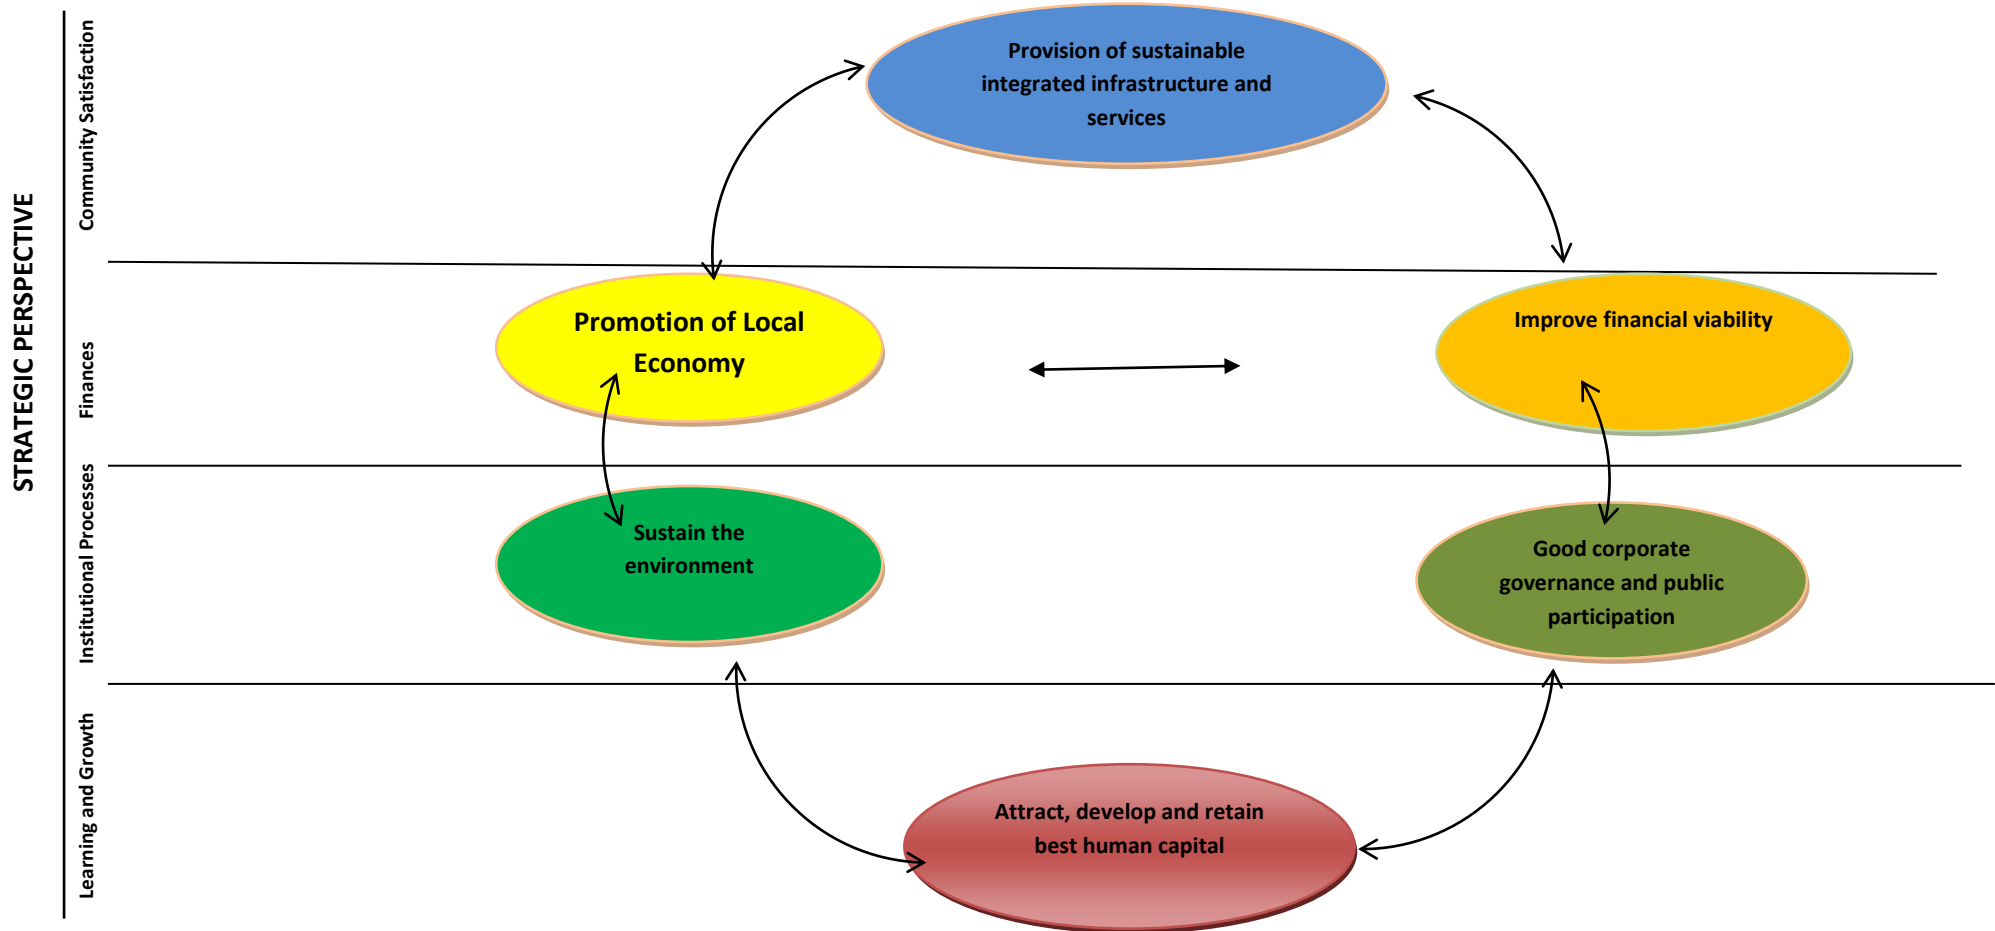 STRATEGIC PERSPECTIVE
Community Satisfaction
Provision of sustainable
integrated infrastructure and
services
Finances
Promotion of Local
Economy
Improve financial viability
Institutional Processes
Sustain the
environment
Good corporate
governance and public
participation
Learning and Growth
Attract, develop and retain
best human capital